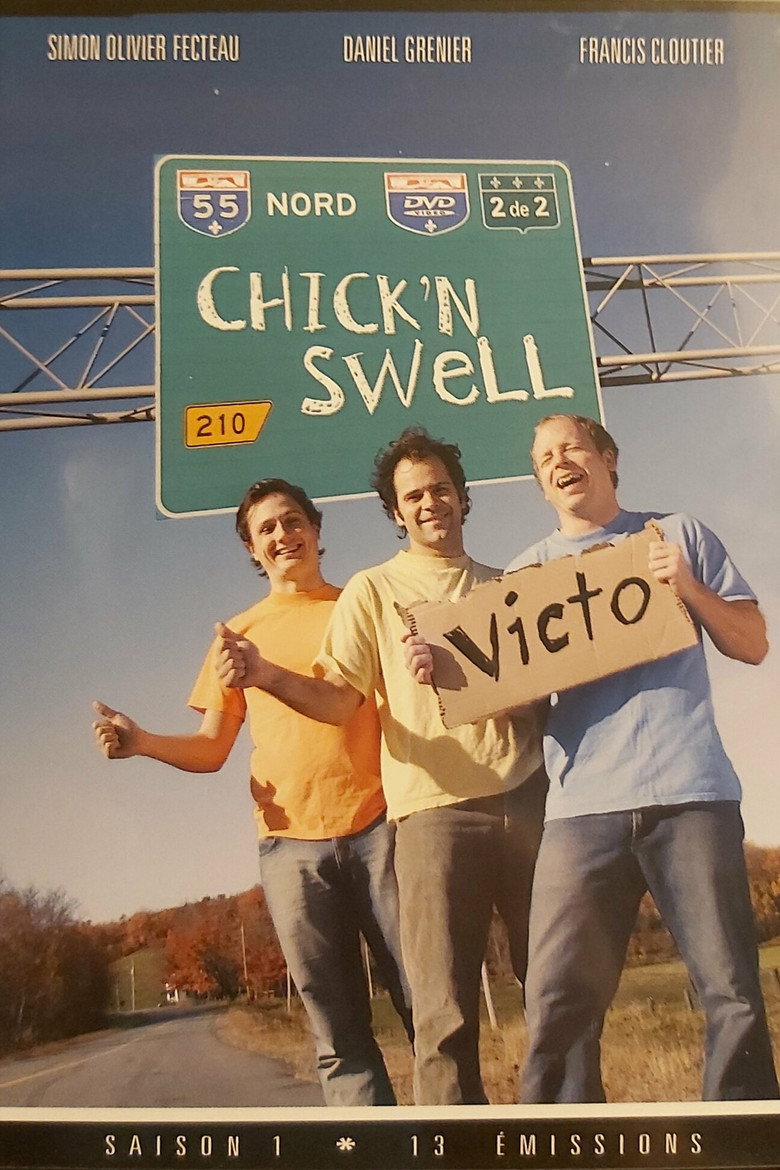 SIMON OLIVIER FECTEAU DANIEL GRENIER FRANCIS CLOUTIER
55 NORD DVD VIDEO 2 de 2
CHICK'N
SWELL
210
Victo
SAISON 1 * 13 ÉMISSIONS